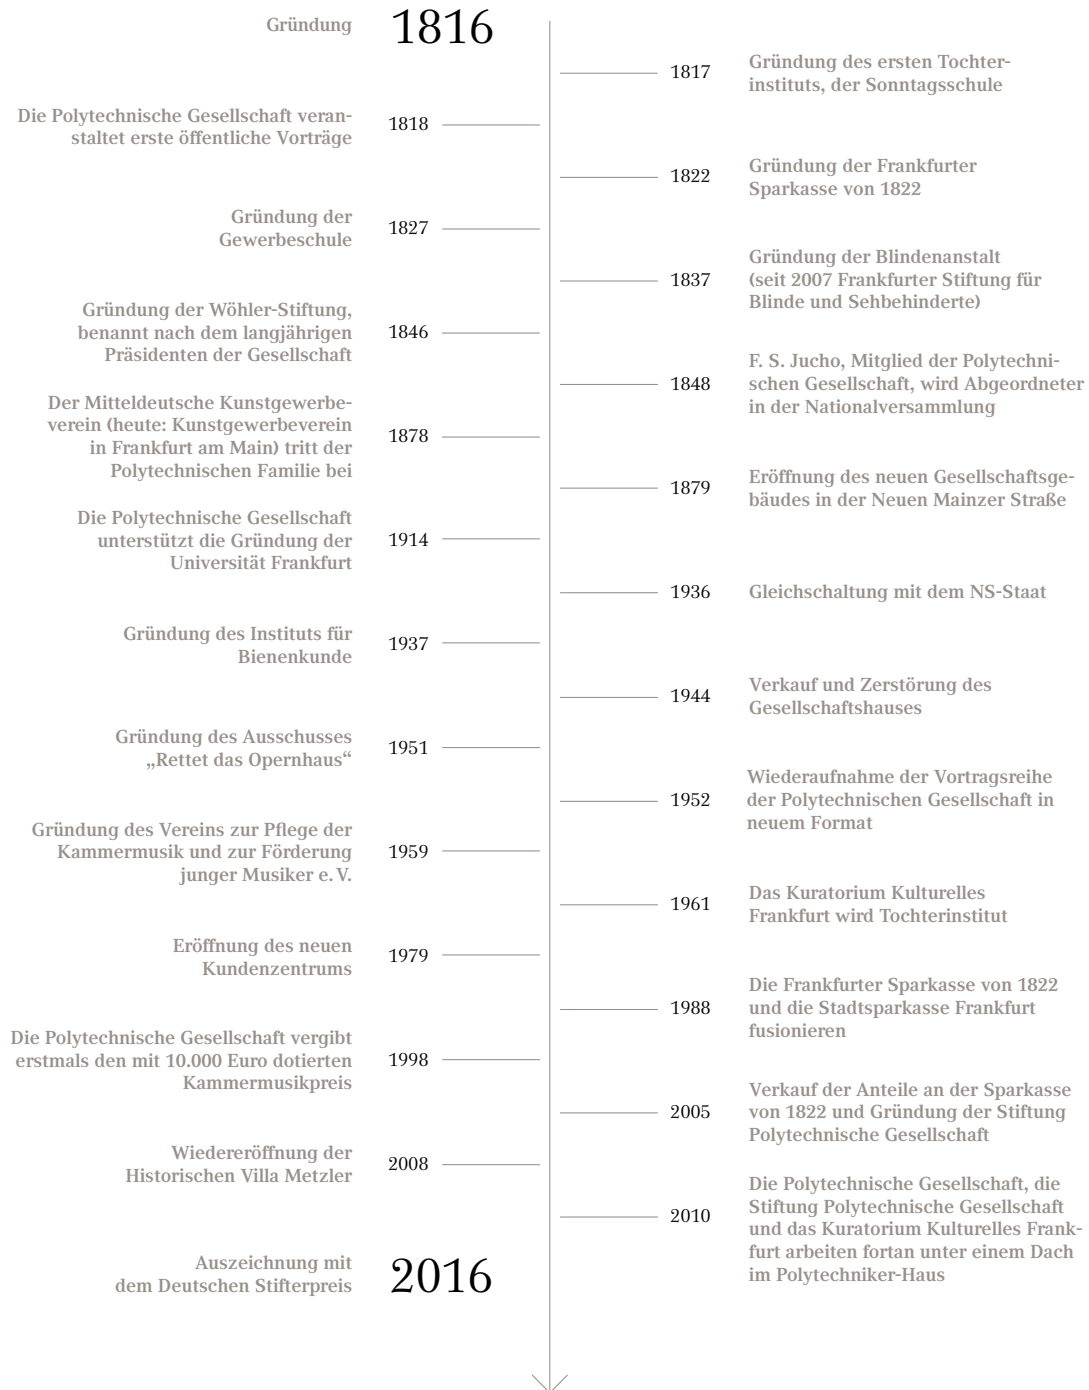 Gründung
1816
1817
Gründung des ersten Tochter-
instituts, der Sonntagsschule
Die Polytechnische Gesellschaft veran-
staltet erste öffentliche Vorträge
1818
1822
Gründung der Frankfurter
Sparkasse von 1822
Gründung der
Gewerbeschule
1827
1837
Gründung der Blindenanstalt
(seit 2007 Frankfurter Stiftung für
Blinde und Sehbehinderte)
Gründung der Wöhler-Stiftung,
benannt nach dem langjährigen
Präsidenten der Gesellschaft
1846
1848
F. S. Jucho, Mitglied der Polytechni-
schen Gesellschaft, wird Abgeordneter
in der Nationalversammlung
Der Mitteldeutsche Kunstgewerbe-
verein (heute: Kunstgewerbeverein
in Frankfurt am Main) tritt der
Polytechnischen Familie bei
1878
1879
Eröffnung des neuen Gesellschaftsge-
bäudes in der Neuen Mainzer Straße
Die Polytechnische Gesellschaft
unterstützt die Gründung der
Universität Frankfurt
1914
1936
Gleichschaltung mit dem NS-Staat
Gründung des Instituts für
Bienenkunde
1937
1944
Verkauf und Zerstörung des
Gesellschaftshauses
Gründung des Ausschusses
„Rettet das Opernhaus“
1951
1952
Wiederaufnahme der Vortragsreihe
der Polytechnischen Gesellschaft in
neuem Format
Gründung des Vereins zur Pflege der
Kammermusik und zur Förderung
junger Musiker e. V.
1959
1961
Das Kuratorium Kulturelles
Frankfurt wird Tochterinstitut
Eröffnung des neuen
Kundenzentrums
1979
1988
Die Frankfurter Sparkasse von 1822
und die Stadtsparkasse Frankfurt
fusionieren
Die Polytechnische Gesellschaft vergibt
erstmals den mit 10.000 Euro dotierten
Kammermusikpreis
1998
2005
Verkauf der Anteile an der Sparkasse
von 1822 und Gründung der Stiftung
Polytechnische Gesellschaft
Wiedereröffnung der
Historischen Villa Metzler
2008
2010
Die Polytechnische Gesellschaft, die
Stiftung Polytechnische Gesellschaft
und das Kuratorium Kulturelles Frank-
furt arbeiten fortan unter einem Dach
im Polytechniker-Haus
Auszeichnung mit
dem Deutschen Stifterpreis
2016